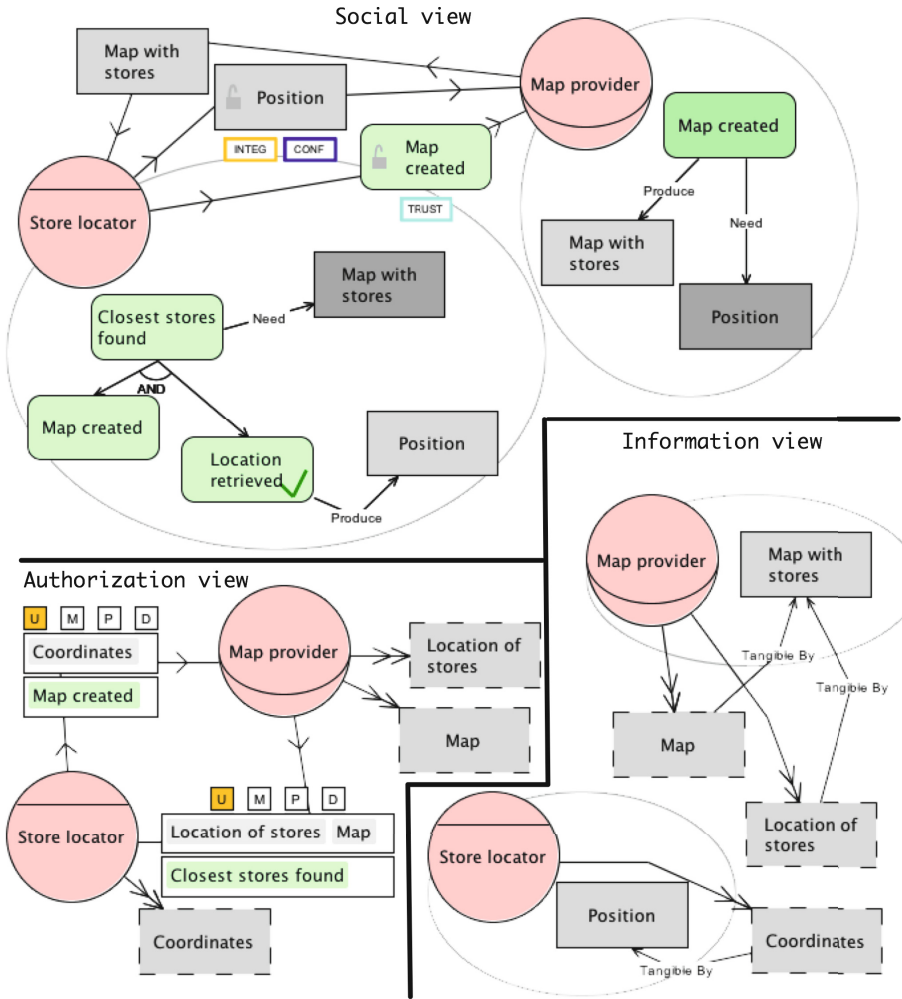 Social view
Map with
stores
Position
INTEG
CONF
Map
created
TRUST
Map provider
Map created
Produce
Need
Map with
stores
Position
Store locator
Map with
stores
Closest stores
found
Need
AND
Map created
Location
retrieved
Position
Produce
Information view
Map provider
Map with
stores
Tangible By
Tangible By
Map
Location of
stores
Store locator
Position
Coordinates
Tangible By
Authorization view
U M P D
Coordinates
Map created
Map provider
Location of
stores
Map
Store locator
U M P D
Location of stores Map
Closest stores found
Coordinates